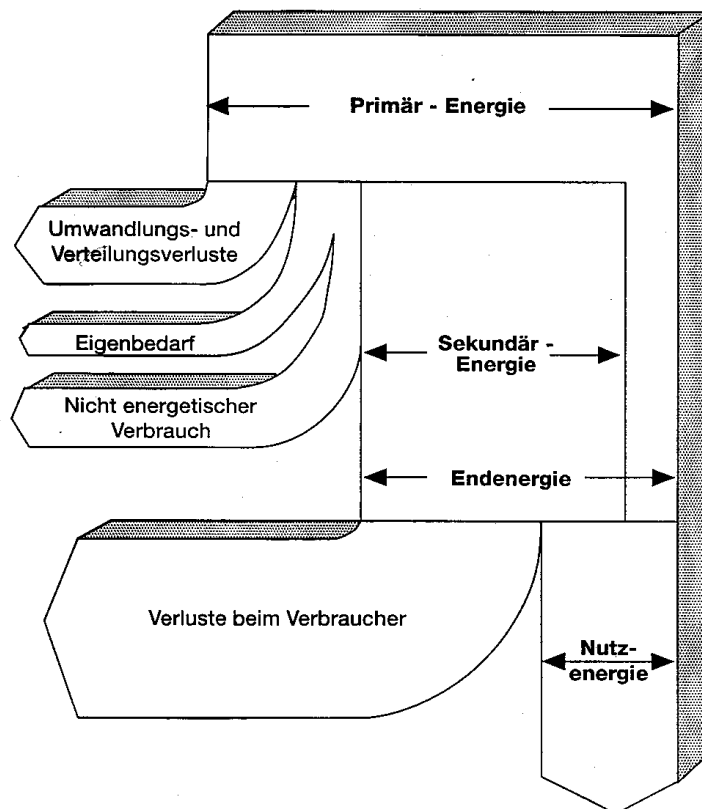 Primär - Energie
Umwandlungs- und
Verteilungsverluste
Eigenbedarf
Sekundär -
Energie
Nicht energetischer
Verbrauch
Endenergie
Verluste beim Verbraucher
Nutz-
energie